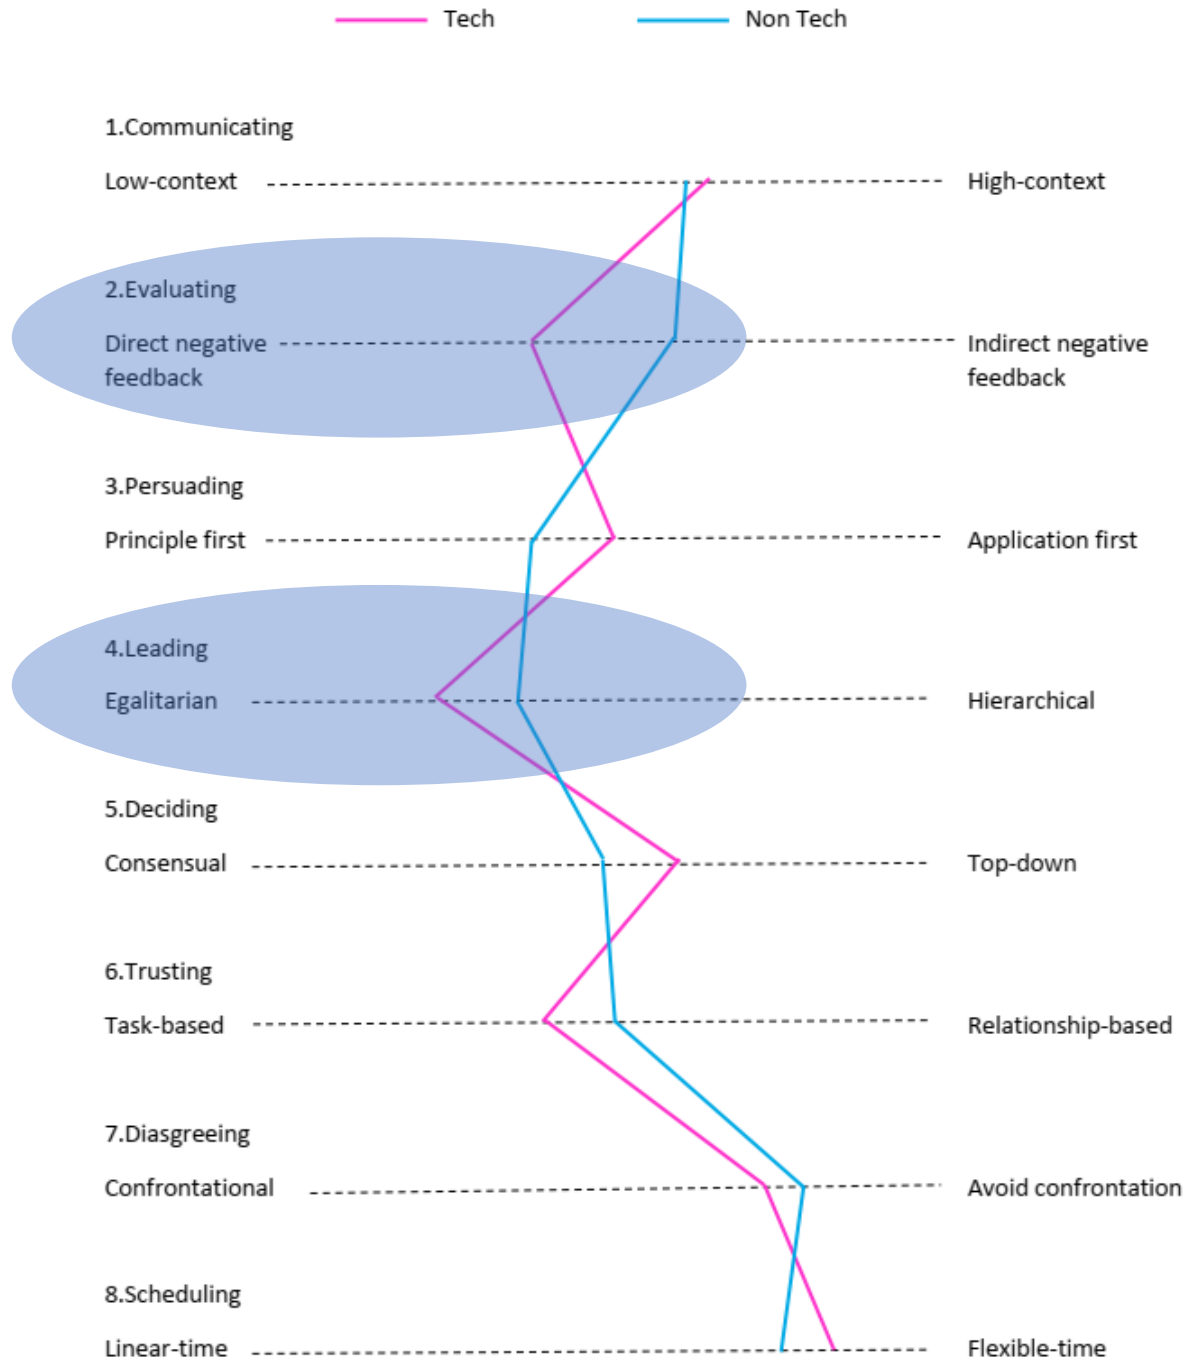 Tech
Non Tech
1.Communicating
Low-context
High-context
2.Evaluating
Direct negative
feedback
Indirect negative
feedback
3.Persuading
Principle first
Application first
4.Leading
Egalitarian
Hierarchical
5.Deciding
Consensual
Top-down
6.Trusting
Task-based
Relationship-based
7.Diasgreeing
Confrontational
Avoid confrontation
8.Scheduling
Linear-time
Flexible-time